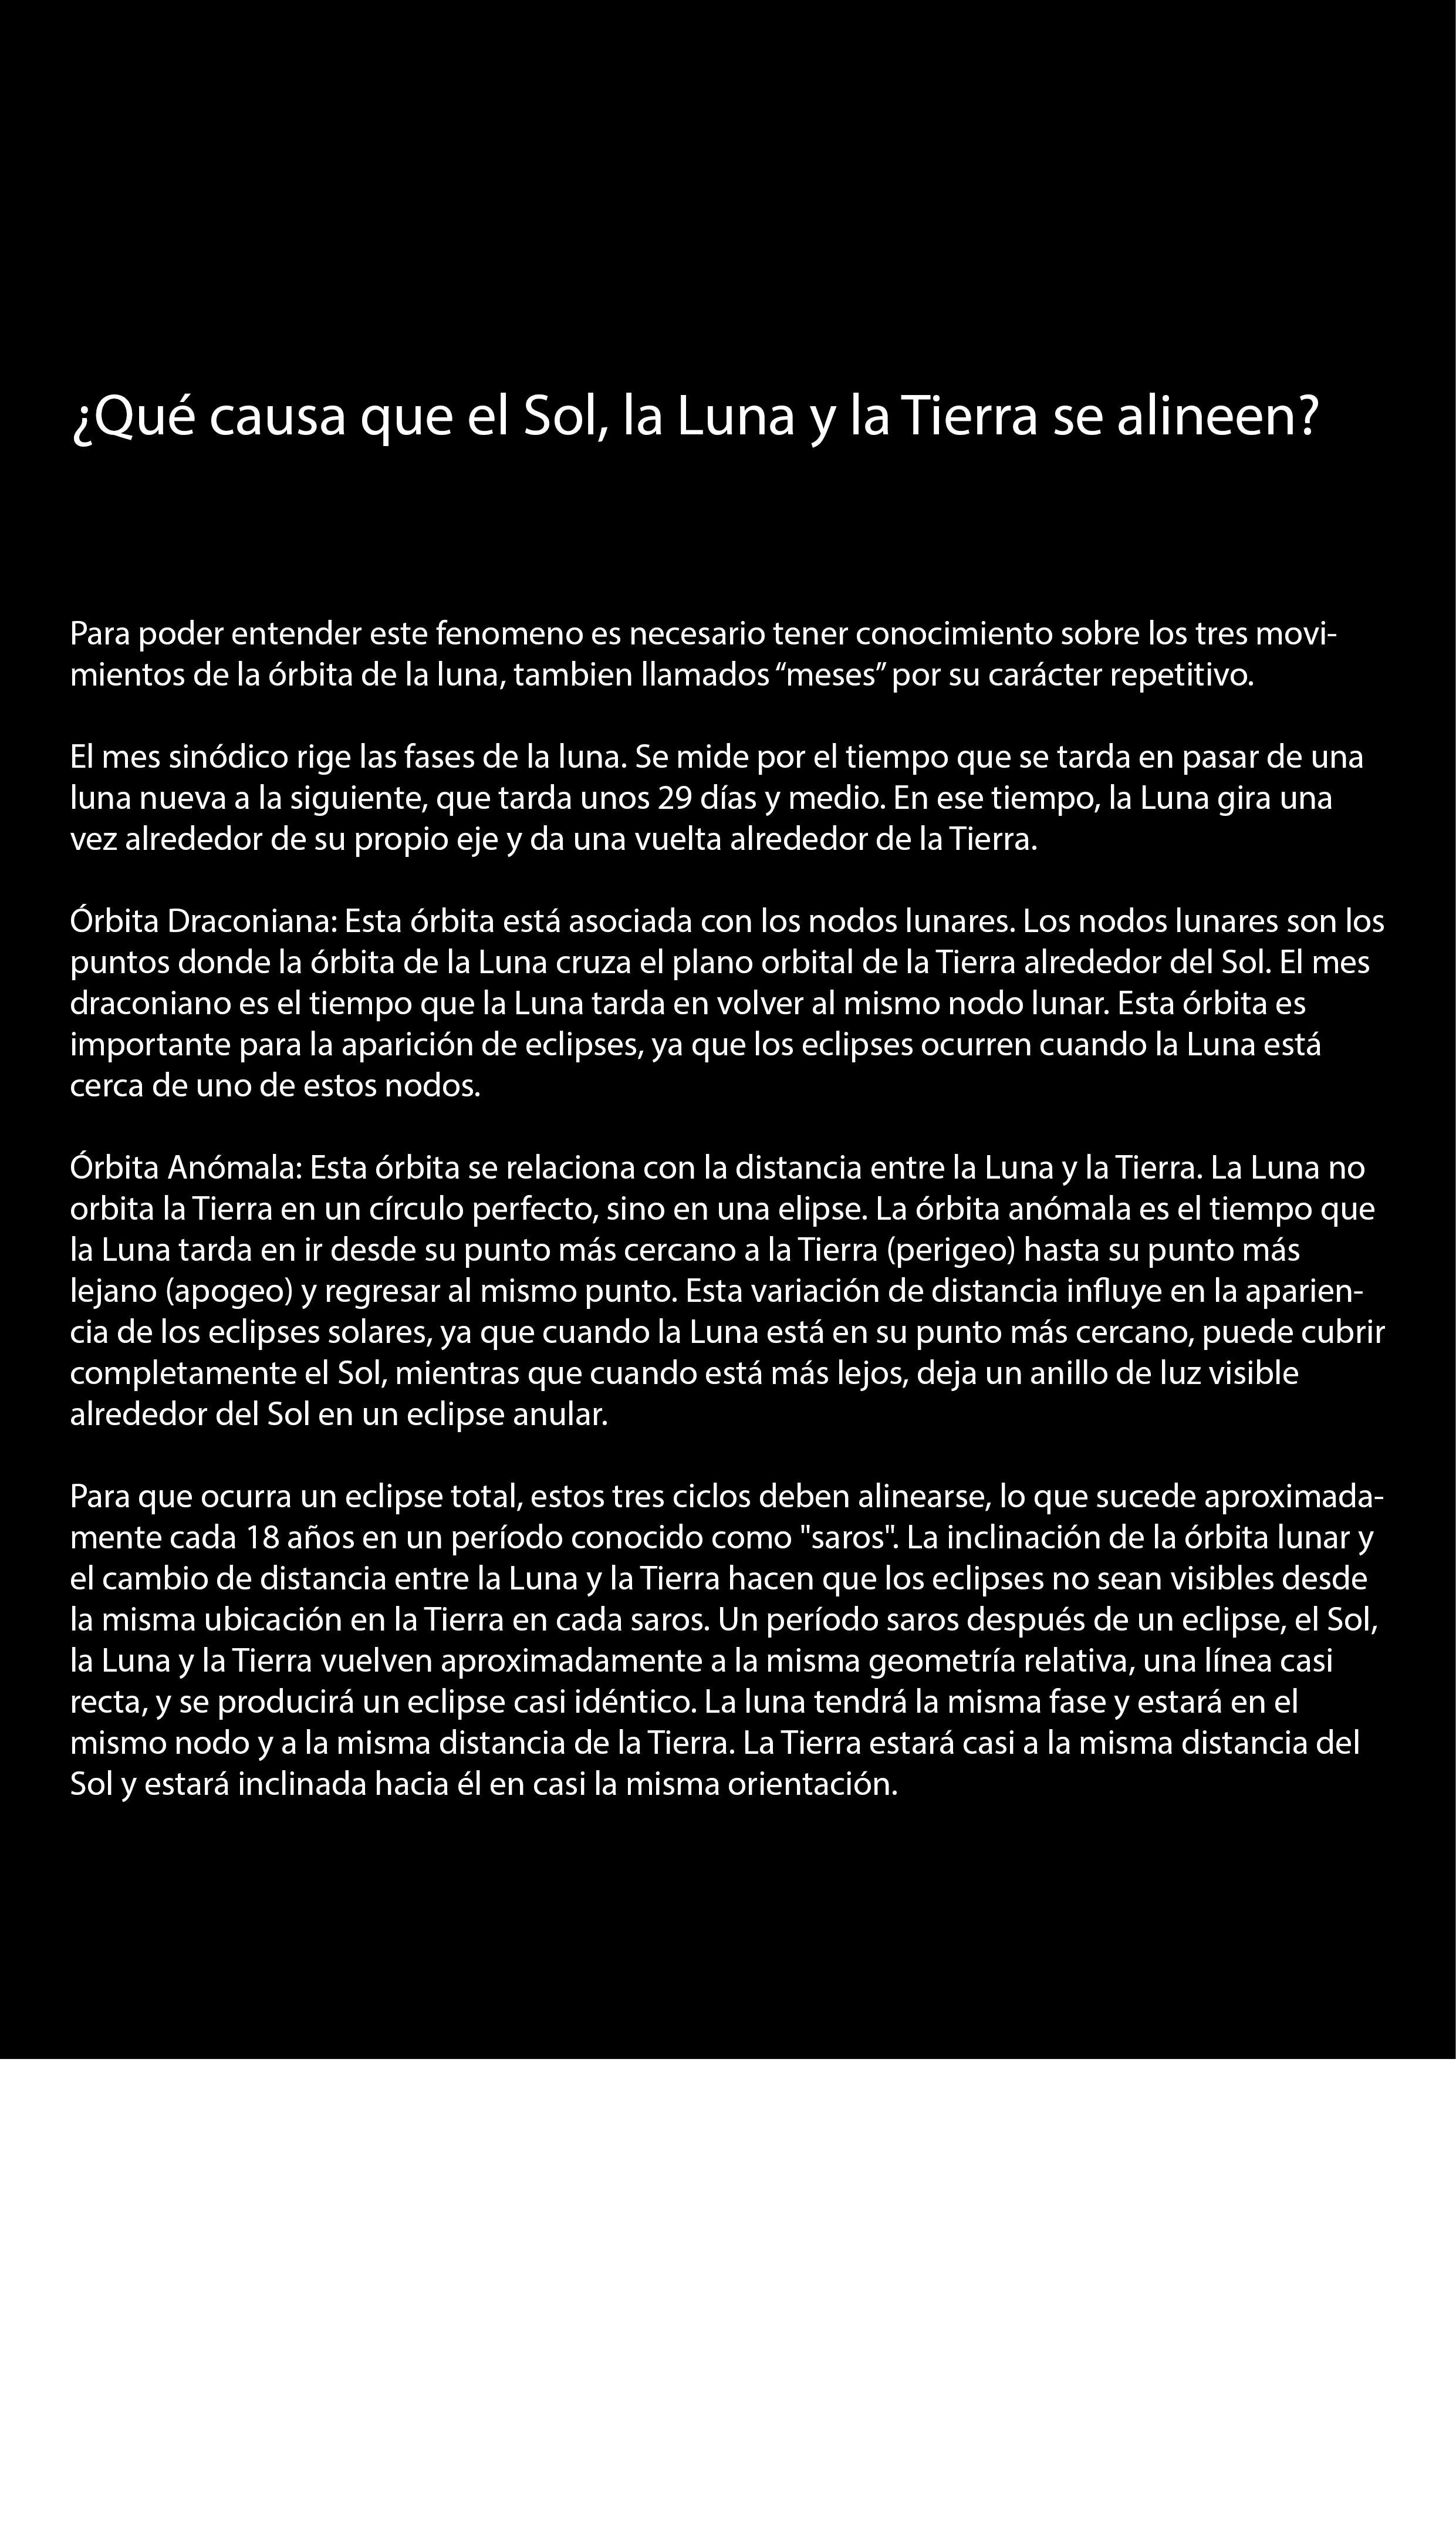 ¿Qué causa que el Sol, la Luna y la Tierra se alineen?
Para poder entender este fenomeno es necesario tener conocimiento sobre los tres movi-
mientos de la órbita de la luna, tambien llamados “meses” por su carácter repetitivo.
El mes sinódico rige las fases de la luna. Se mide por el tiempo que se tarda en pasar de una
luna nueva a la siguiente, que tarda unos 29 días y medio. En ese tiempo, la Luna gira una
vez alrededor de su propio eje y da una vuelta alrededor de la Tierra.
Órbita Draconiana: Esta órbita está asociada con los nodos lunares. Los nodos lunares son los
puntos donde la órbita de la Luna cruza el plano orbital de la Tierra alrededor del Sol. El mes
draconiano es el tiempo que la Luna tarda en volver al mismo nodo lunar. Esta órbita es
importante para la aparición de eclipses, ya que los eclipses ocurren cuando la Luna está
cerca de uno de estos nodos.
Órbita Anómala: Esta órbita se relaciona con la distancia entre la Luna y la Tierra. La Luna no
orbita la Tierra en un círculo perfecto, sino en una elipse. La órbita anómala es el tiempo que
la Luna tarda en ir desde su punto más cercano a la Tierra (perigeo) hasta su punto más
lejano (apogeo) y regresar al mismo punto. Esta variación de distancia influye en la aparien-
cia de los eclipses solares, ya que cuando la Luna está en su punto más cercano, puede cubrir
completamente el Sol, mientras que cuando está más lejos, deja un anillo de luz visible
alrededor del Sol en un eclipse anular.
Para que ocurra un eclipse total, estos tres ciclos deben alinearse, lo que sucede aproximada-
mente cada 18 años en un período conocido como "saros". La inclinación de la órbita lunar y
el cambio de distancia entre la Luna y la Tierra hacen que los eclipses no sean visibles desde
la misma ubicación en la Tierra en cada saros. Un período saros después de un eclipse, el Sol,
la Luna y la Tierra vuelven aproximadamente a la misma geometría relativa, una línea casi
recta, y se producirá un eclipse casi idéntico. La luna tendrá la misma fase y estará en el
mismo nodo y a la misma distancia de la Tierra. La Tierra estará casi a la misma distancia del
Sol y estará inclinada hacia él en casi la misma orientación.